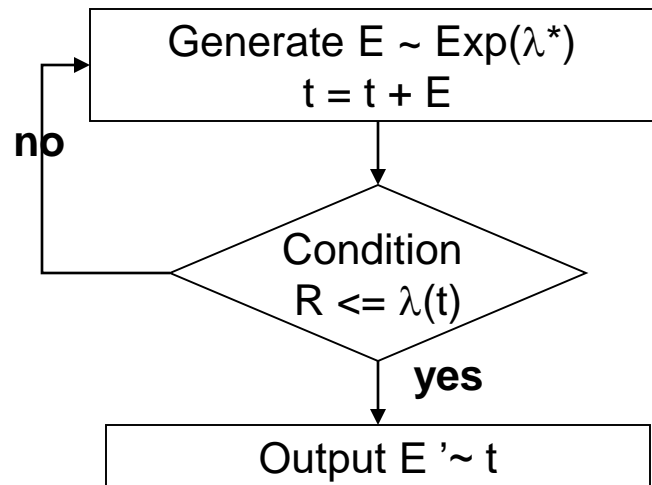 Generate E ~ Exp(λ*)
t = t + E
no
Condition
R <= λ(t)
yes
Output E ’~ t